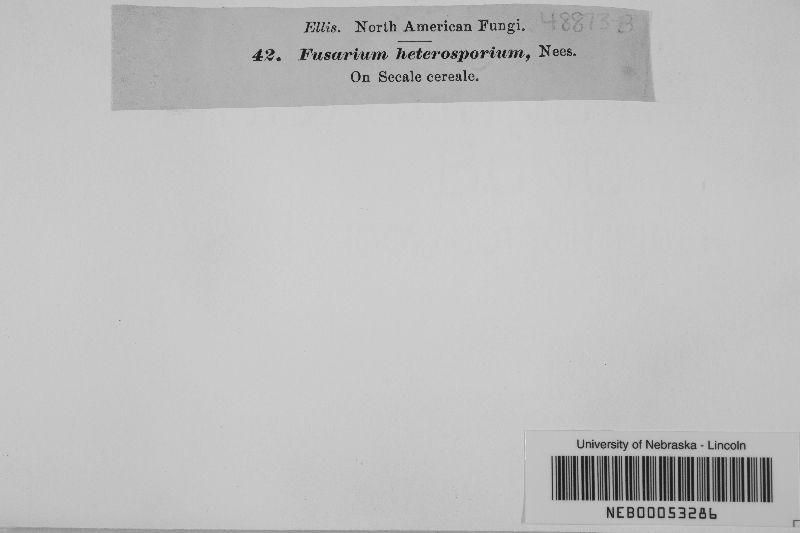 Ellis. North American Fungi. 48873-B
42. Fusarium heterosporium, Nees.
On Secale cereale.
University of Nebraska - Lincoln
NEB00053286